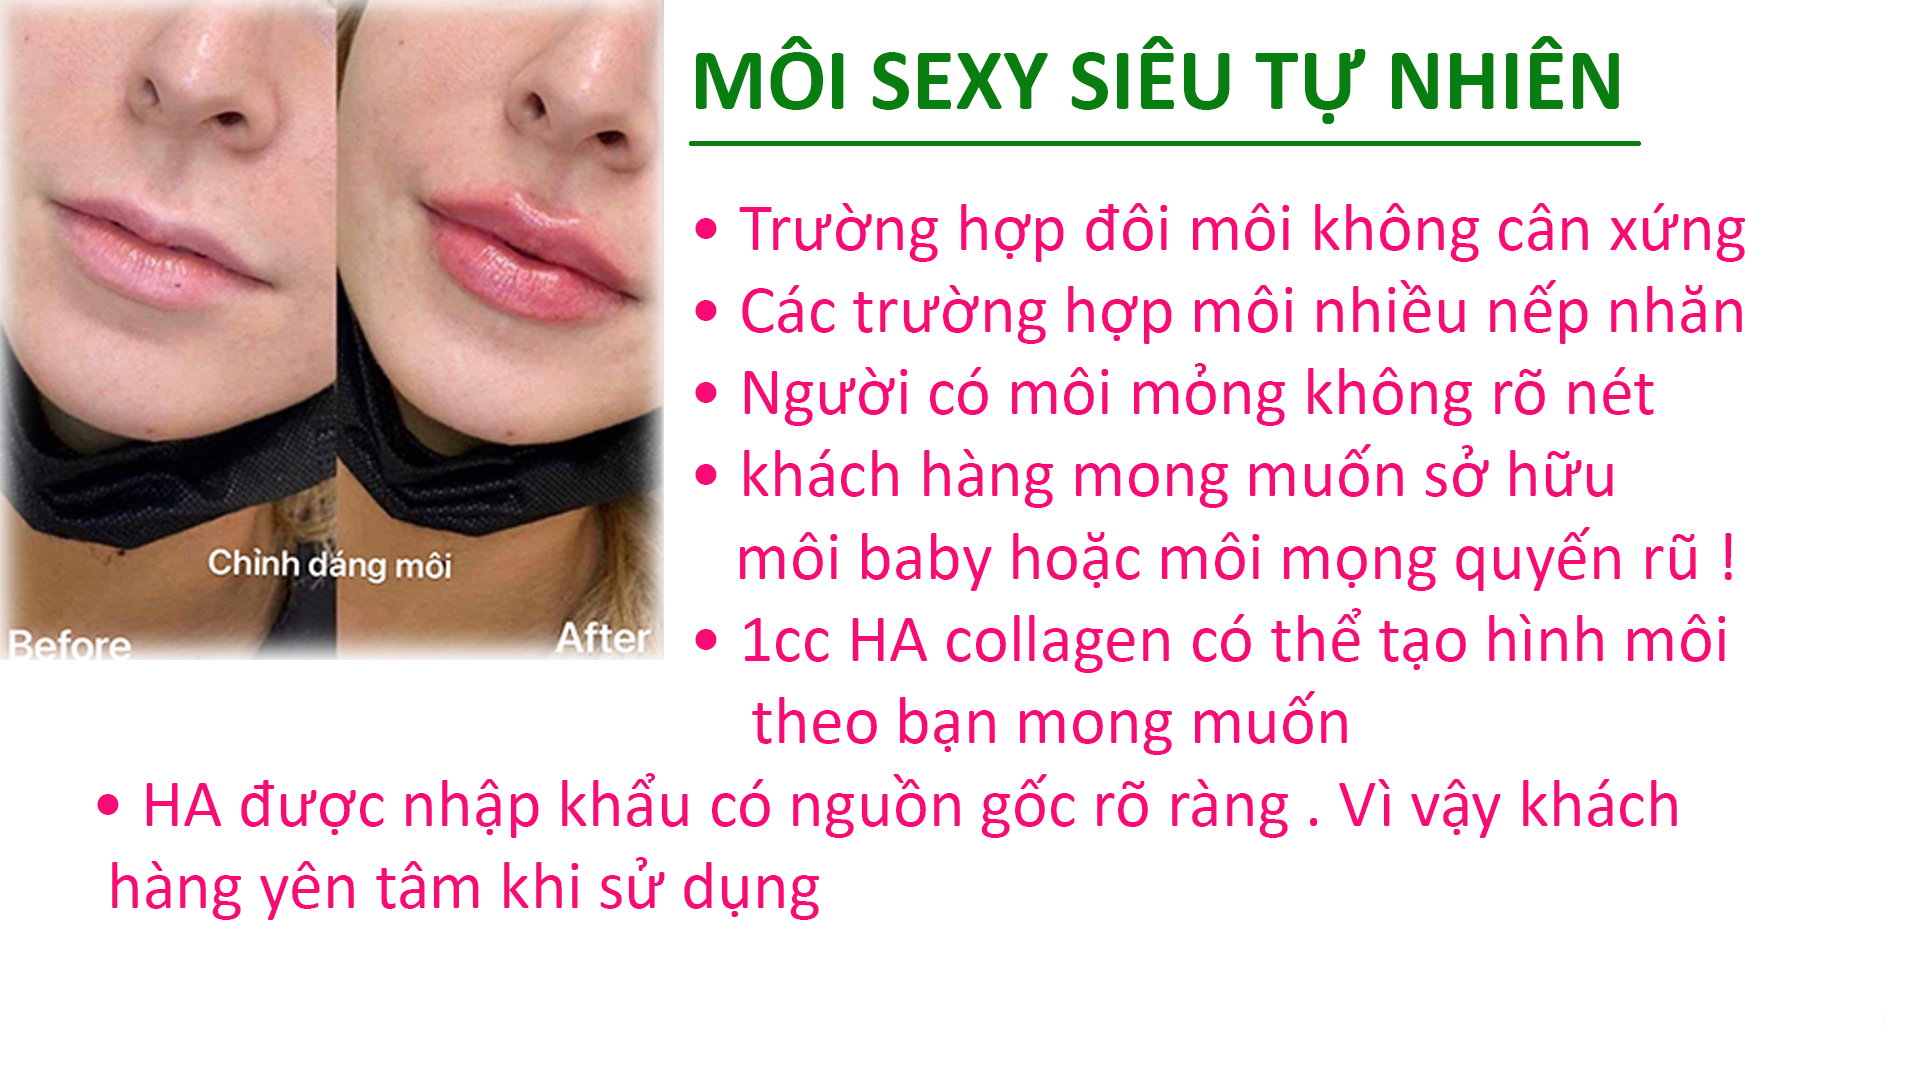 MÔI SEXY SIÊU TỰ NHIÊN
• Trường hợp đôi môi không cân xứng
• Các trường hợp môi nhiều nếp nhăn
• Người có môi mỏng không rõ nét
• khách hàng mong muốn sở hữu
môi baby hoặc môi mọng quyến rũ !
• 1cc HA collagen có thể tạo hình môi
theo bạn mong muốn
• HA được nhập khẩu có nguồn gốc rõ ràng . Vì vậy khách
hàng yên tâm khi sử dụng
Chỉnh dáng môi
Before
After